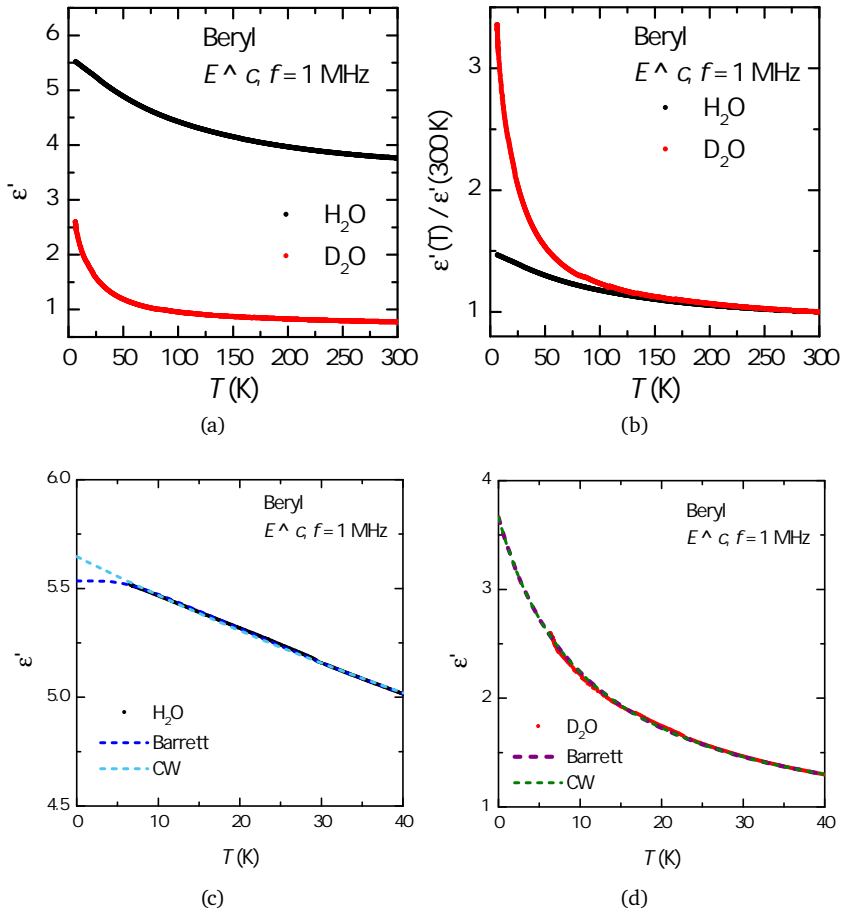 6
5
4
3
2
1
ε'
Beryl
E ^ c, f = 1 MHz
H₂O
D₂O
0 50 100 150 200 250 300
T (K)
(a)
3
2
1
ε'(T) / ε'(300 K)
Beryl
E ^ c, f = 1 MHz
H₂O
D₂O
0 50 100 150 200 250 300
T (K)
(b)
6.0
5.5
5.0
4.5
ε'
Beryl
E ^ c, f = 1 MHz
H₂O
Barrett
CW
0 10 20 30 40
T (K)
(c)
4
3
2
1
ε'
Beryl
E ^ c, f = 1 MHz
D₂O
Barrett
CW
0 10 20 30 40
T (K)
(d)